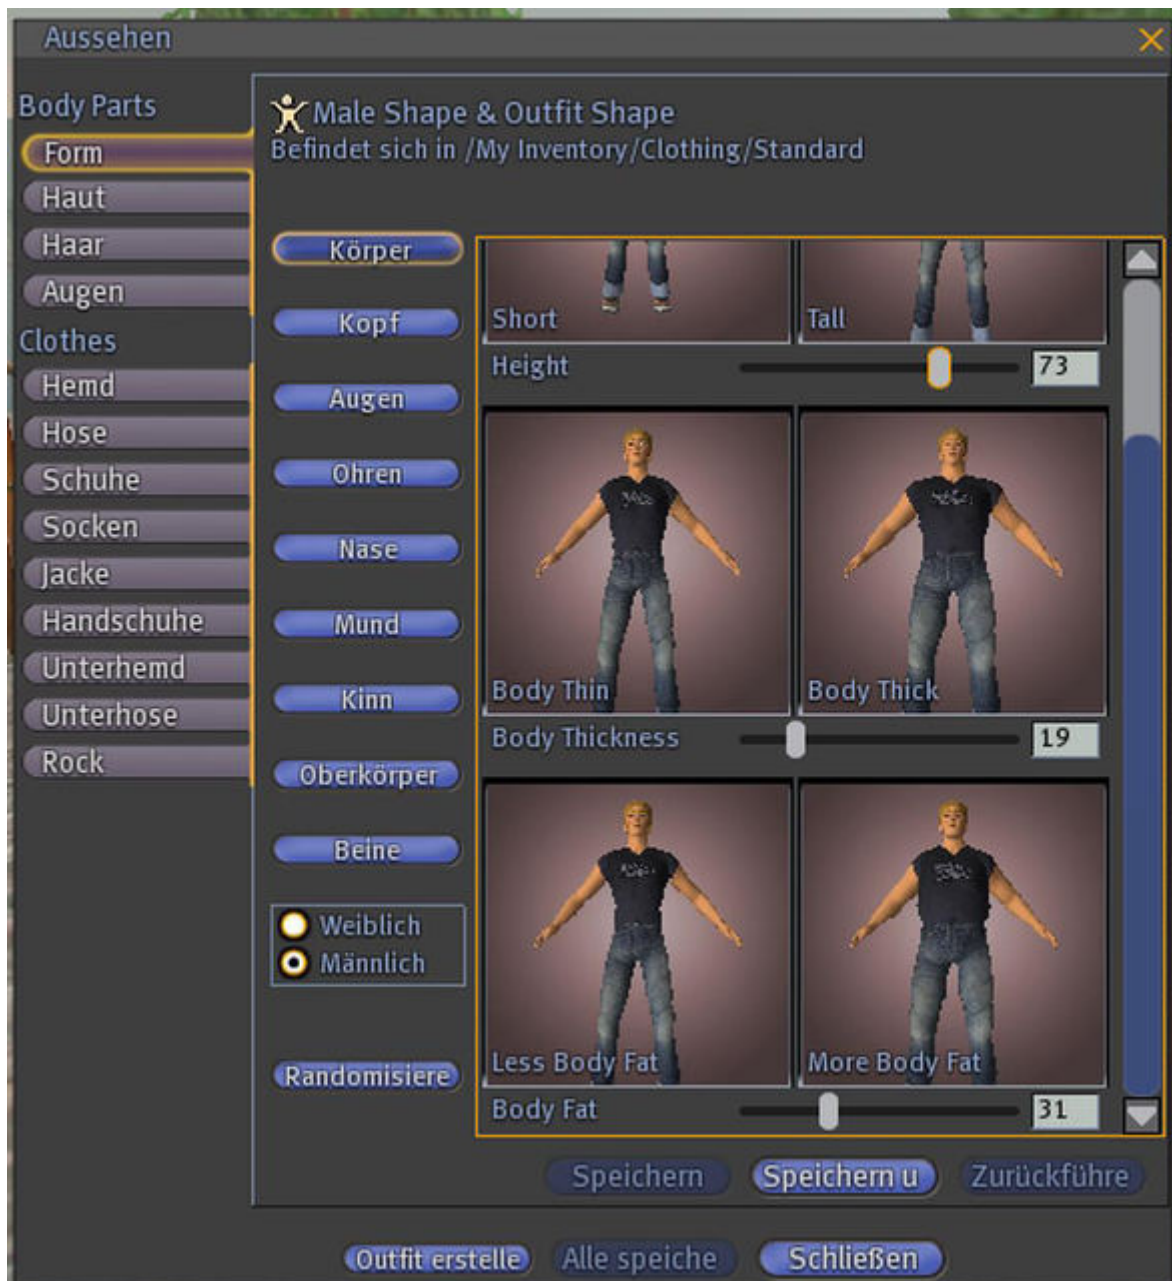 Aussehen
Body Parts
Form
Haut
Haar
Augen
Clothes
Hemd
Hose
Schuhe
Socken
Jacke
Handschuhe
Unterhemd
Unterhose
Rock
Male Shape & Outfit Shape
Befindet sich in /My Inventory/Clothing/Standard
Körper
Kopf
Augen
Ohren
Nase
Mund
Kinn
Oberkörper
Beine
Weiblich
Männlich
Randomisiere
Short Tall
Height 73
Body Thin Body Thick
Body Thickness 19
Less Body Fat More Body Fat
Body Fat 31
Speichern Speichern u Zurückführe
Outfit erstelle Alle speiche Schließen